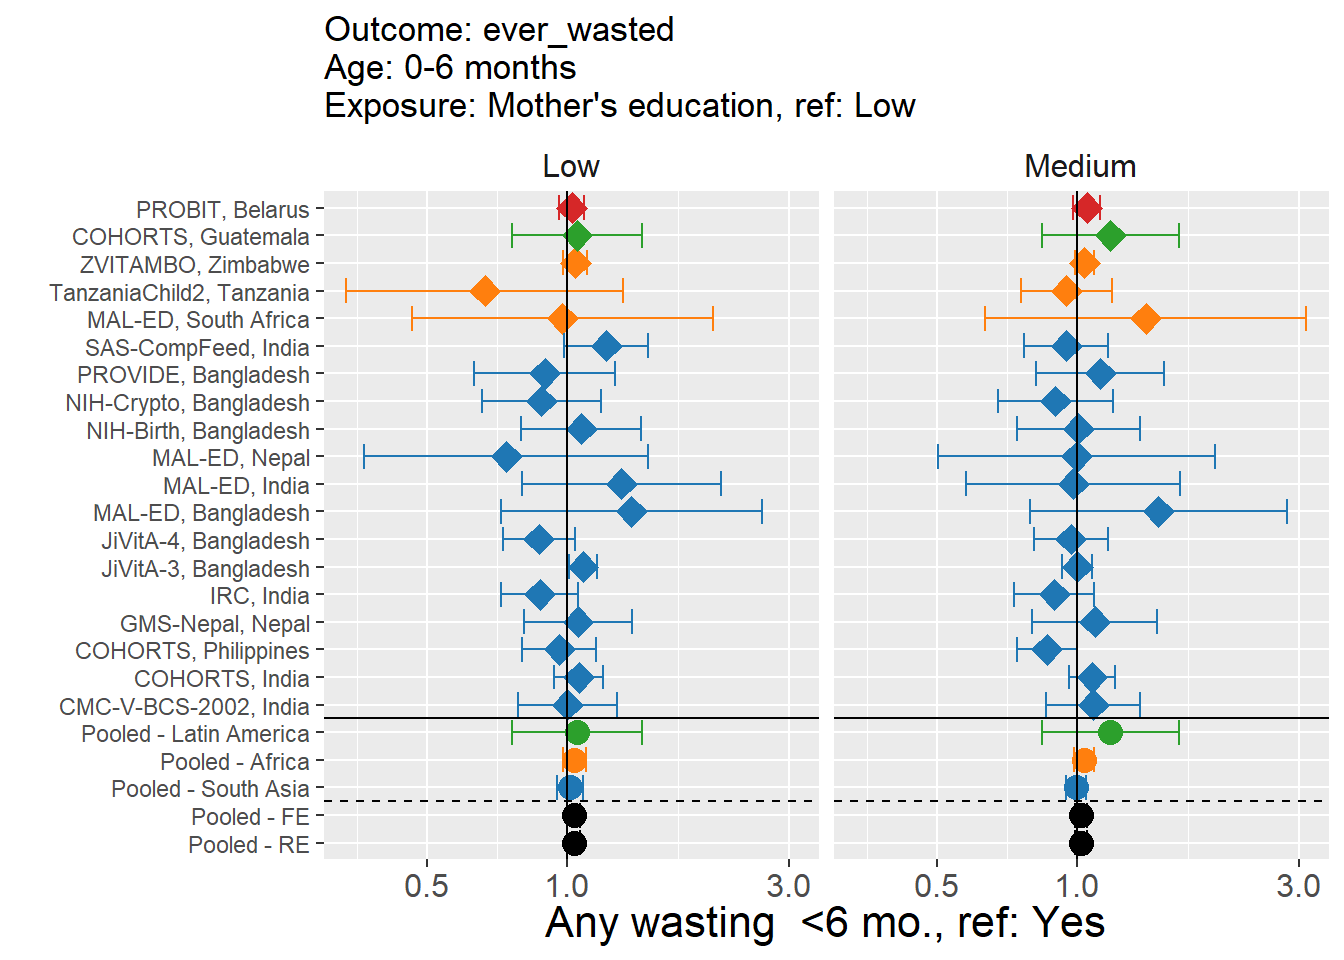 Outcome: ever_wasted
Age: 0-6 months
Exposure: Mother's education, ref: Low
Low
Medium
PROBIT, Belarus
COHORTS, Guatemala
ZVITAMBO, Zimbabwe
TanzaniaChild2, Tanzania
MAL-ED, South Africa
SAS-CompFeed, India
PROVIDE, Bangladesh
NIH-Crypto, Bangladesh
NIH-Birth, Bangladesh
MAL-ED, Nepal
MAL-ED, India
MAL-ED, Bangladesh
JiVitA-4, Bangladesh
JiVitA-3, Bangladesh
IRC, India
GMS-Nepal, Nepal
COHORTS, Philippines
COHORTS, India
CMC-V-BCS-2002, India
Pooled - Latin America
Pooled - Africa
Pooled - South Asia
Pooled - FE
Pooled - RE
0.5 1.0 3.0 0.5 1.0 3.0
Any wasting  <6 mo., ref: Yes